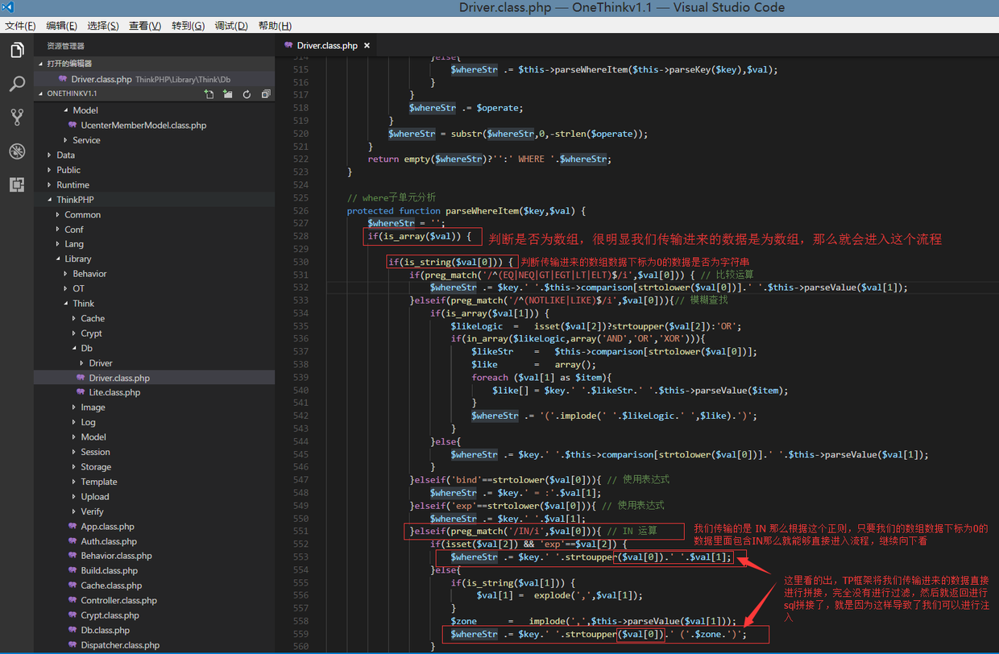 Driver.class.php — OneThinkv1.1 — Visual Studio Code
文件(F) 编辑(E) 选择(S) 查看(V) 转到(G) 调试(D) 帮助(H)
资源管理器
打开的编辑器
Driver.class.php ThinkPHP\Library\Think\Db
ONETHINKV1.1
Model
UcenterMemberModel.class.php
Service
Data
Public
Runtime
ThinkPHP
Common
Conf
Lang
Library
Behavior
OT
Think
Cache
Crypt
Db
Driver
Driver.class.php
Lite.class.php
Image
Log
Model
Session
Storage
Template
Upload
Verify
App.class.php
Auth.class.php
Behavior.class.php
Build.class.php
Cache.class.php
Controller.class.php
Crypt.class.php
Db.class.php
Dispatcher.class.php
Driver.class.php ×
514 }else{
515 $whereStr .= $this->parseWhereItem($this->parseKey($key),$val);
516 }
517 }
518 $whereStr .= $operate;
519 }
520 $whereStr = substr($whereStr,0,-strlen($operate));
521 }
522 return empty($whereStr)?'':' WHERE '.$whereStr;
523 }
524
525 // where子单元分析
526 protected function parseWhereItem($key,$val) {
527 $whereStr = '';
528 if(is_array($val)) { 判断是否为数组，很明显我们传输进来的数据是为数组，那么就会进入这个流程
529
530 if(is_string($val[0])) { 判断传输进来的数组数据下标为0的数据是否为字符串
531 if(preg_match('/^(EQ|NEQ|GT|EGT|LT|ELT)$/i',$val[0])) { // 比较运算
532 $whereStr .= $key.' '.$this->comparison[strtolower($val[0])].' '.$this->parseValue($val[1]);
533 }elseif(preg_match('/^(NOTLIKE|LIKE)$/i',$val[0])){// 模糊查找
534 if(is_array($val[1])) {
535 $likeLogic = isset($val[2])?strtoupper($val[2]):'OR';
536 if(in_array($likeLogic,array('AND','OR','XOR'))){
537 $likeStr = $this->comparison[strtolower($val[0])];
538 $like = array();
539 foreach ($val[1] as $item){
540 $like[] = $key.' '.$likeStr.' '.$this->parseValue($item);
541 }
542 $whereStr .= '('.implode(' '.$likeLogic.' ',$like).')';
543 }
544 }else{
545 $whereStr .= $key.' '.$this->comparison[strtolower($val[0])].' '.$this->parseValue($val[1]);
546 }
547 }elseif('bind'==strtolower($val[0])){ // 使用表达式
548 $whereStr .= $key.' = :'.$val[1];
549 }elseif('exp'==strtolower($val[0])){ // 使用表达式
550 $whereStr .= $key.' '.$val[1];
551 }elseif(preg_match('/IN/i',$val[0])){ // IN 运算
552 if(isset($val[2]) && 'exp'==$val[2]) {
553 $whereStr .= $key.' '.strtoupper($val[0]).' '.$val[1];
554 }else{
555 if(is_string($val[1])) {
556 $val[1] = explode(',',$val[1]);
557 }
558 $zone = implode(',',$this->parseValue($val[1]));
559 $whereStr .= $key.' '.strtoupper($val[0]).' ('.$zone.')';
560 }
我们传输的是 IN 那么根据这个正则，只要我们的数组数据下标为0的
数据里面包含IN那么就能够直接进入流程，继续向下看
这里看的出，TP框架将我们传输进来的数据直接
进行拼接，完全没有进行过滤，然后就返回进行
sql拼接了，就是因为这样导致了我们可以进行注
入